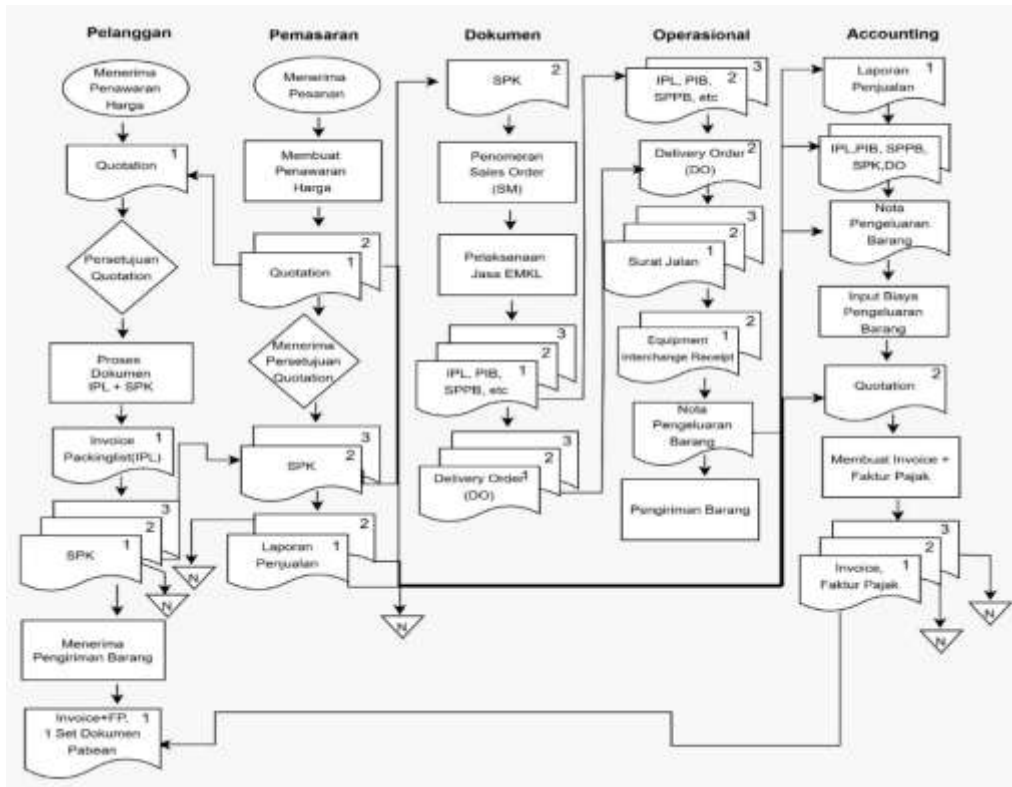 Pelanggan
Pemasaran
Dokumen
Operasional
Accounting
Menerima
Penawaran
Harga
1
Quotation
Persetujuan
Quotation
Proses
Dokumen
IPL + SPK
Invoice 1
Packinglist(IPL)
3
2
SPK 1
N
N
Menerima
Pengiriman Barang
Invoice+FP, 1
1 Set Dokumen
Pabean
Menerima
Pesanan
Membuat
Penawaran
Harga
2
Quotation 1
Menerima
Persetujuan
Quotation
3
SPK 2
2
Laporan 1
Penjualan
N
SPK 2
Penomeran
Sales Order
(SM)
Pelaksanaan
Jasa EMKL
3
2
IPL, PIB, 1
SPPB, etc
3
2
Delivery Order 1
(DO)
3
IPL, PIB, 2
SPPB, etc
Delivery Order 2
(DO)
3
2
Surat Jalan 1
2
Equipment 1
Interchange Receipt
Nota
Pengeluaran
Barang
Pengiriman Barang
Laporan 1
Penjualan
IPL,PIB, SPPB,
SPK,DO
Nota
Pengeluaran
Barang
Input Biaya
Pengeluaran
Barang
Quotation 2
Membuat Invoice +
Faktur Pajak
3
2
Invoice, 1
Faktur Pajak
N
N